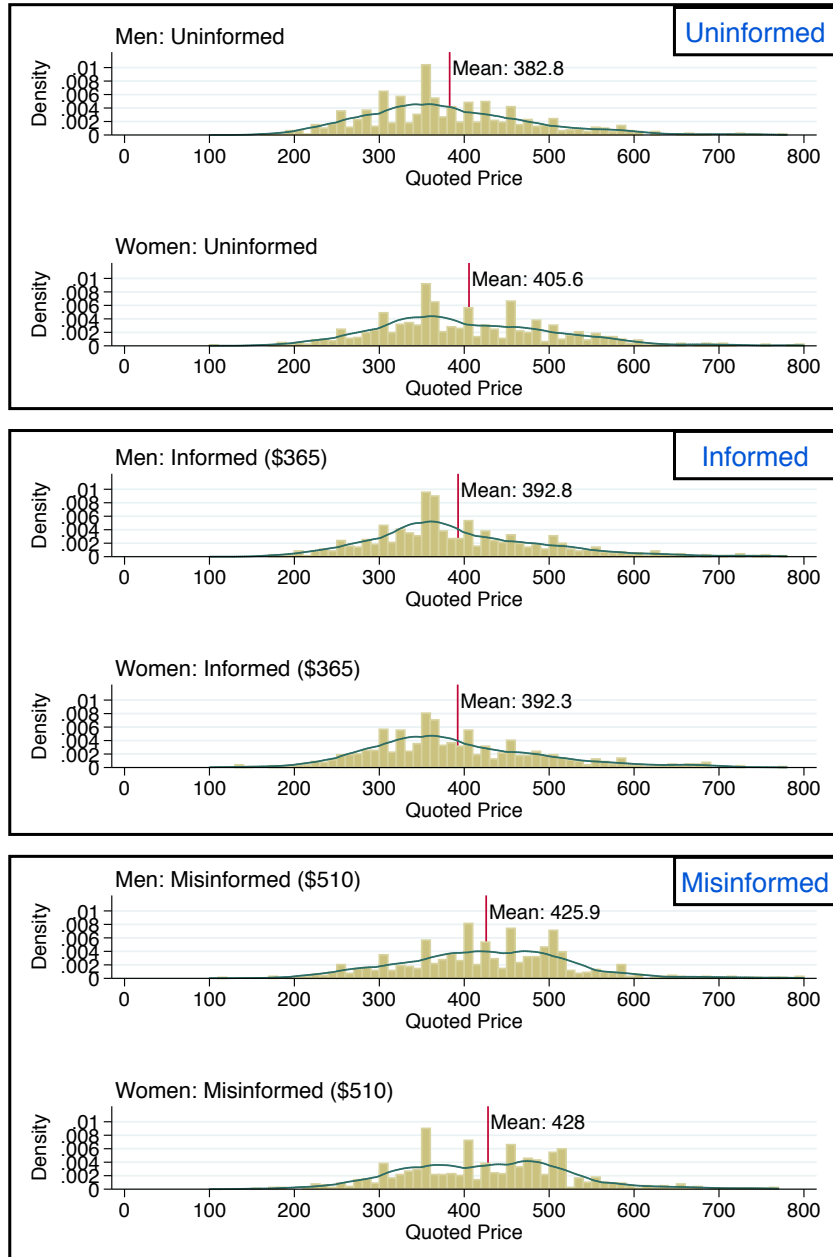 Uninformed
Men: Uninformed
Mean: 382.8
Density
.01
.008
.006
.004
.002
0
0 100 200 300 400 500 600 700 800
Quoted Price
Women: Uninformed
Mean: 405.6
Density
.01
.008
.006
.004
.002
0
0 100 200 300 400 500 600 700 800
Quoted Price
Informed
Men: Informed ($365)
Mean: 392.8
Density
.01
.008
.006
.004
.002
0
0 100 200 300 400 500 600 700 800
Quoted Price
Women: Informed ($365)
Mean: 392.3
Density
.01
.008
.006
.004
.002
0
0 100 200 300 400 500 600 700 800
Quoted Price
Misinformed
Men: Misinformed ($510)
Mean: 425.9
Density
.01
.008
.006
.004
.002
0
0 100 200 300 400 500 600 700 800
Quoted Price
Women: Misinformed ($510)
Mean: 428
Density
.01
.008
.006
.004
.002
0
0 100 200 300 400 500 600 700 800
Quoted Price